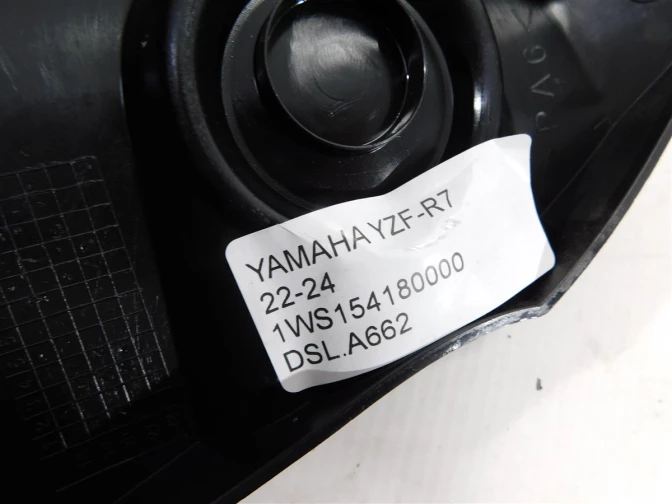 YAMAHA YZF-R7
22-24
1WS154180000
DSL.A662